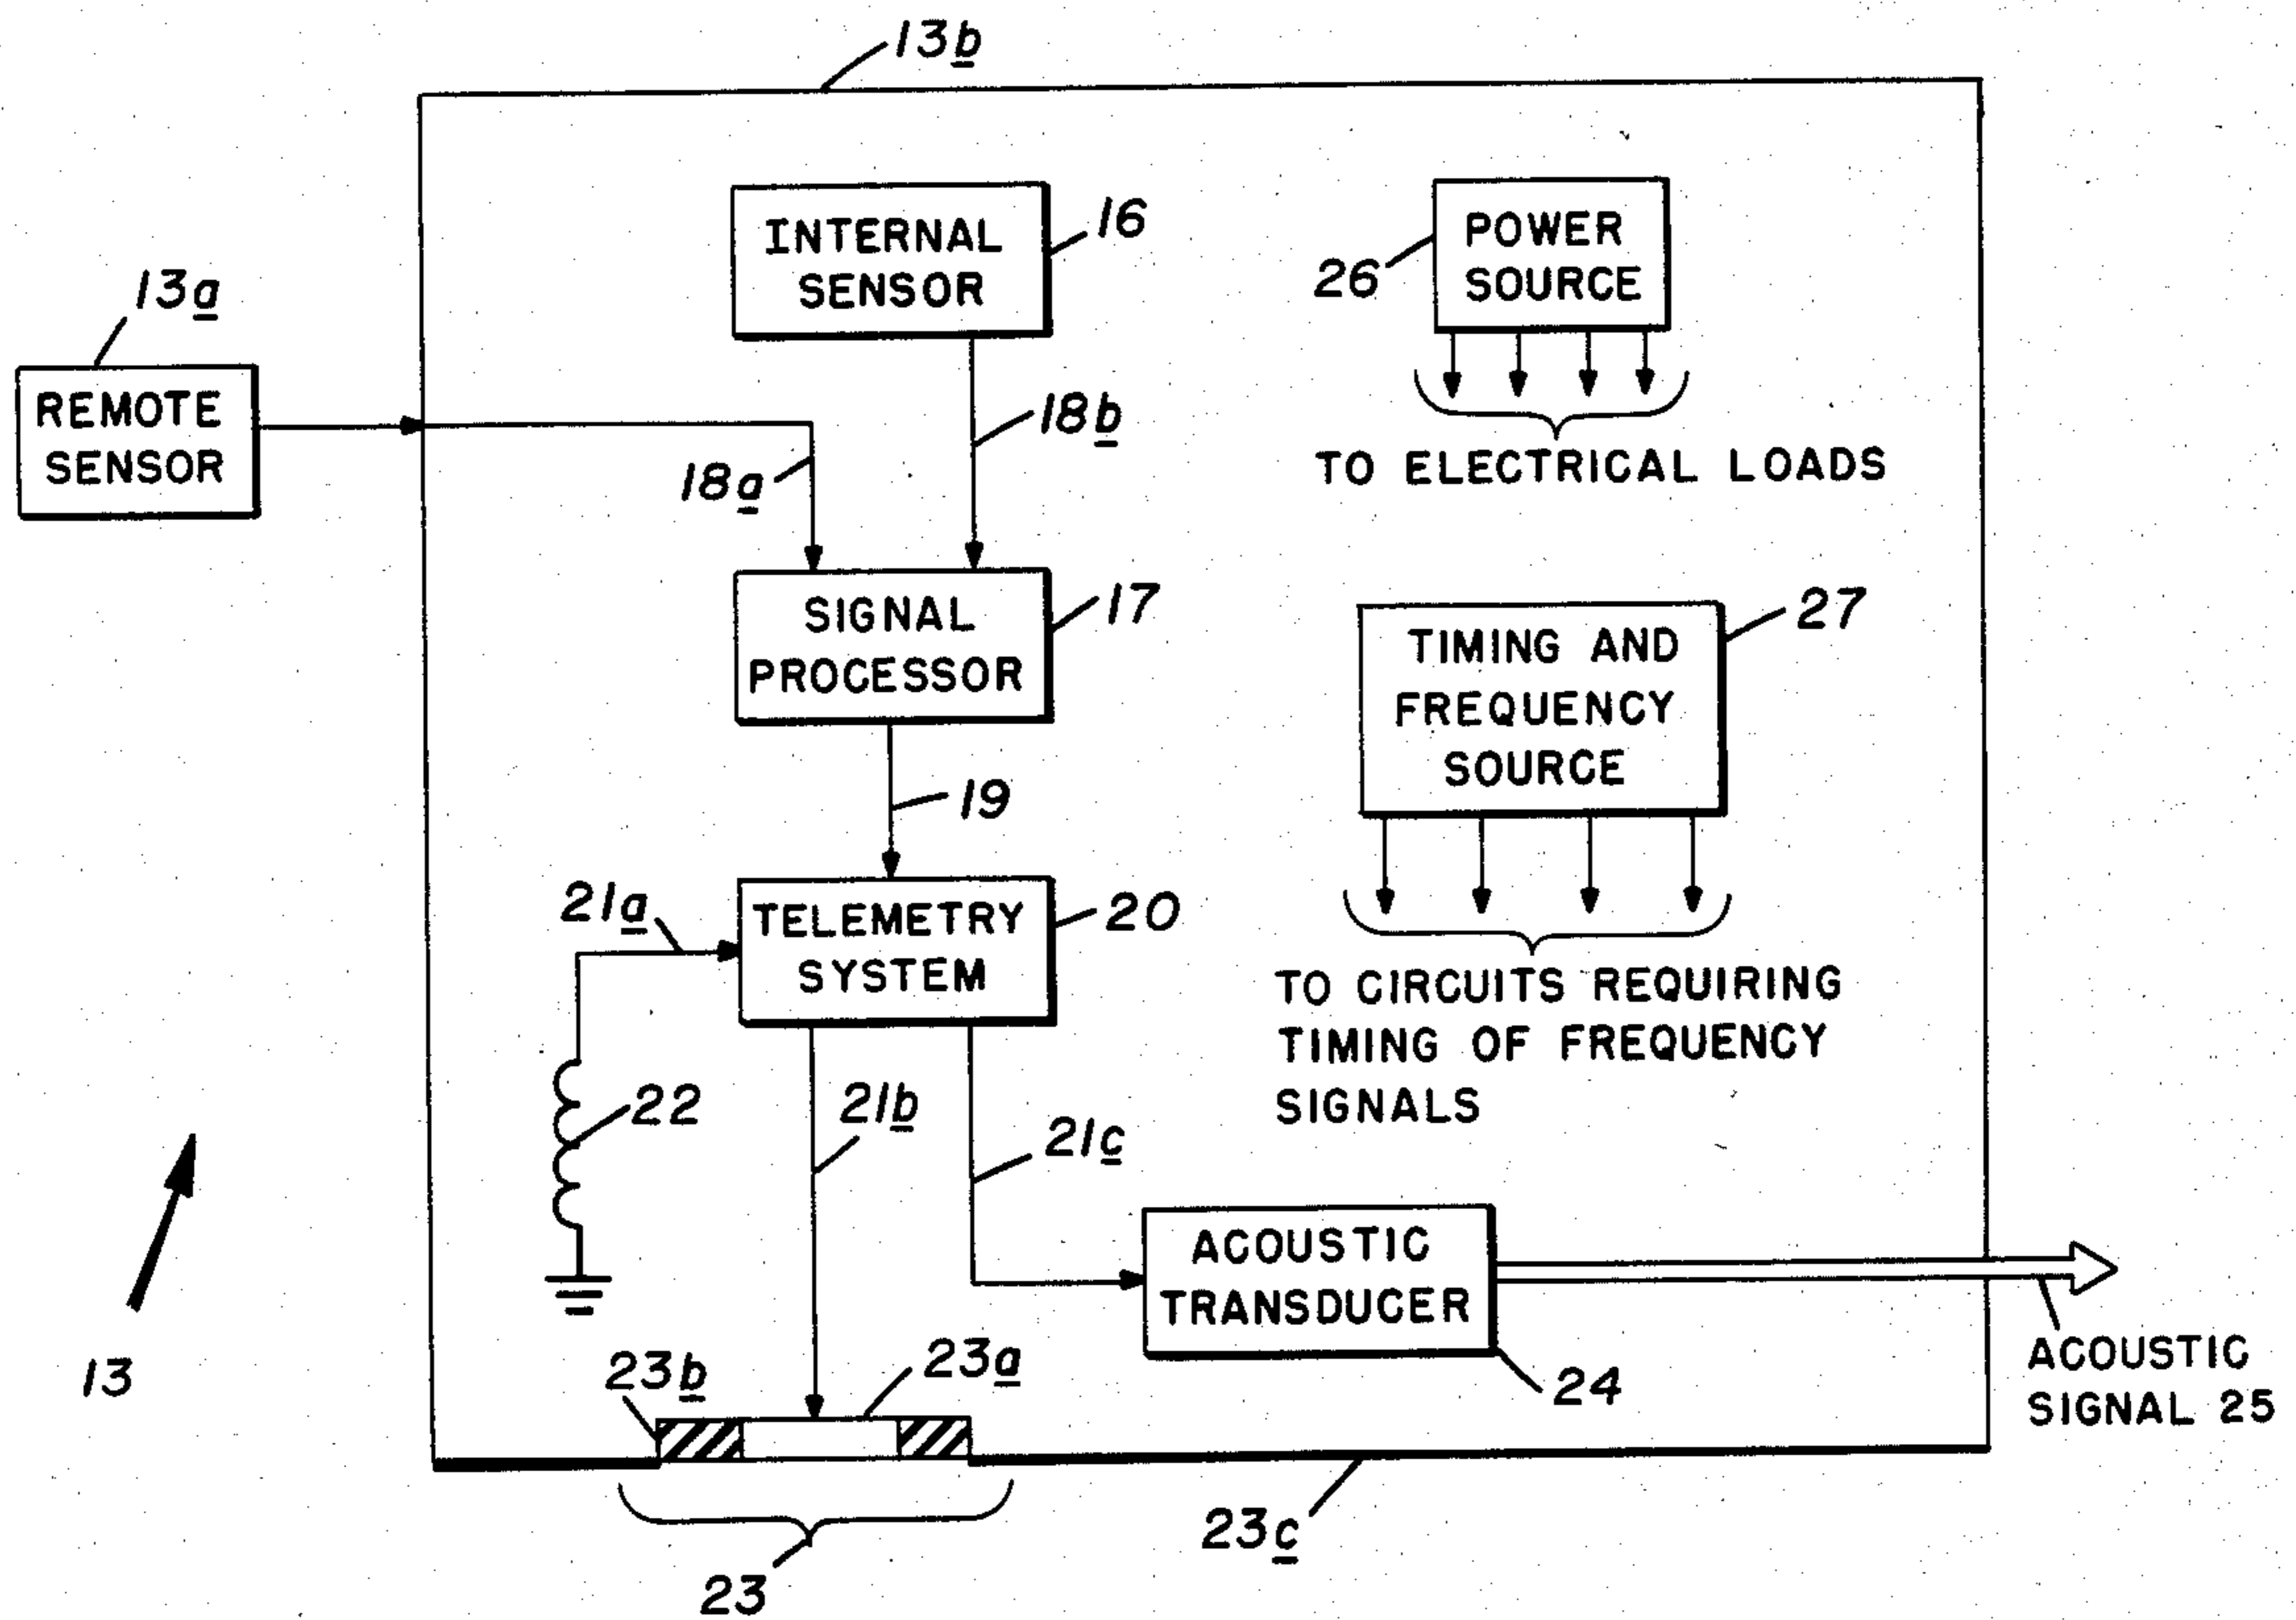 13b
INTERNAL
SENSOR
16
POWER
SOURCE
26
TO ELECTRICAL LOADS
13a
REMOTE
SENSOR
18a
18b
SIGNAL
PROCESSOR
17
TIMING AND
FREQUENCY
SOURCE
27
19
TO CIRCUITS REQUIRING
TIMING OF FREQUENCY
SIGNALS
21a
TELEMETRY
SYSTEM
20
22
21b
21c
ACOUSTIC
TRANSDUCER
24
ACOUSTIC
SIGNAL 25
13
23b
23a
23c
23